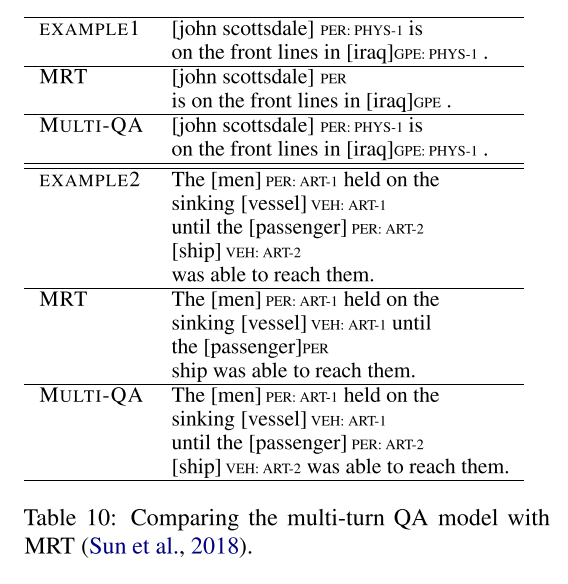 EXAMPLE1 [john scottsdale] PER: PHYS-1 is
on the front lines in [iraq]GPE: PHYS-1 .
MRT [john scottsdale] PER
is on the front lines in [iraq]GPE .
MULTI-QA [john scottsdale] PER: PHYS-1 is
on the front lines in [iraq]GPE: PHYS-1 .
EXAMPLE2 The [men] PER: ART-1 held on the
sinking [vessel] VEH: ART-1
until the [passenger] PER: ART-2
[ship] VEH: ART-2
was able to reach them.
MRT The [men] PER: ART-1 held on the
sinking [vessel] VEH: ART-1 until
the [passenger]PER
ship was able to reach them.
MULTI-QA The [men] PER: ART-1 held on the
sinking [vessel] VEH: ART-1
until the [passenger] PER: ART-2
[ship] VEH: ART-2 was able to reach them.
Table 10: Comparing the multi-turn QA model with
MRT (Sun et al., 2018).